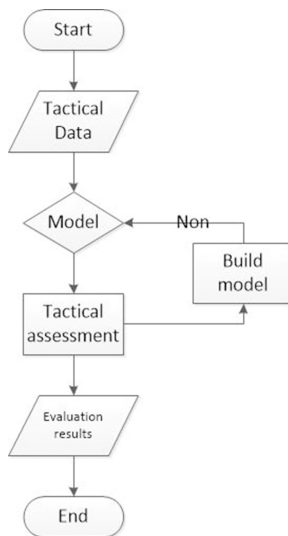 Start
Tactical
Data
Model
Non
Build
model
Tactical
assessment
Evaluation
results
End